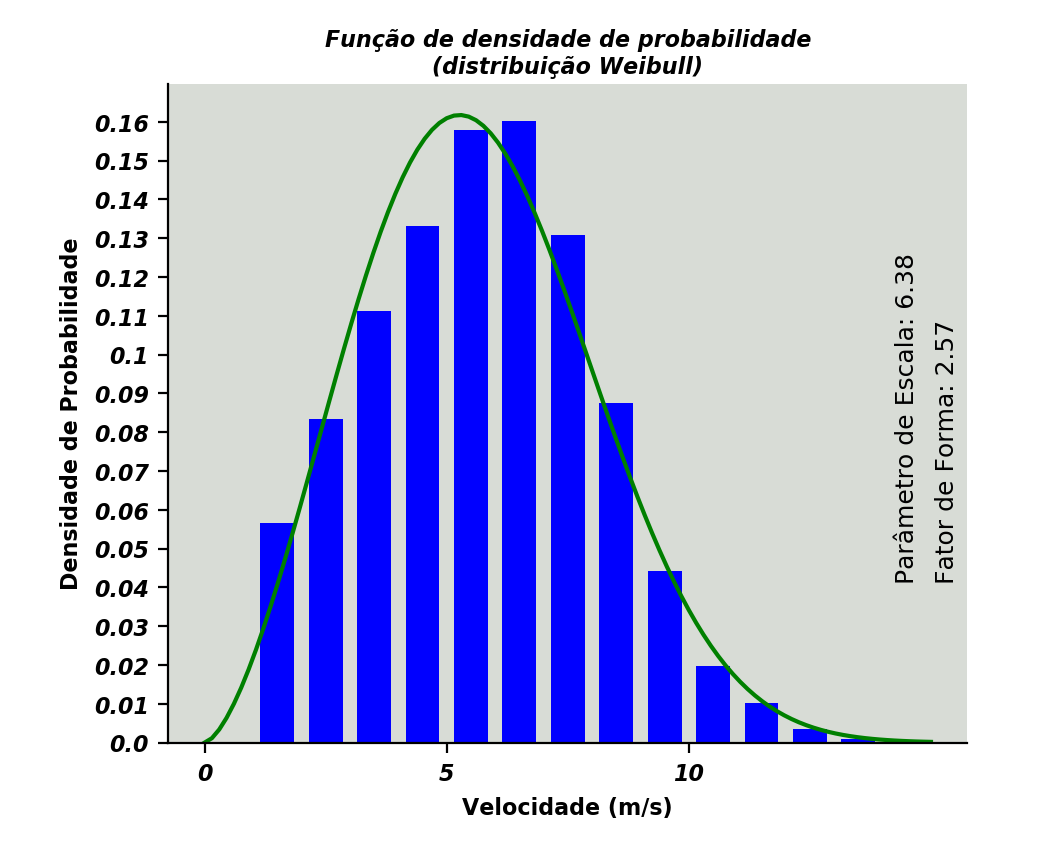 Função de densidade de probabilidade
(distribuição Weibull)
Densidade de Probabilidade
0.16
0.15
0.14
0.13
0.12
0.11
0.1
0.09
0.08
0.07
0.06
0.05
0.04
0.03
0.02
0.01
0.0
Parâmetro de Escala: 6.38
Fator de Forma: 2.57
0 5 10
Velocidade (m/s)